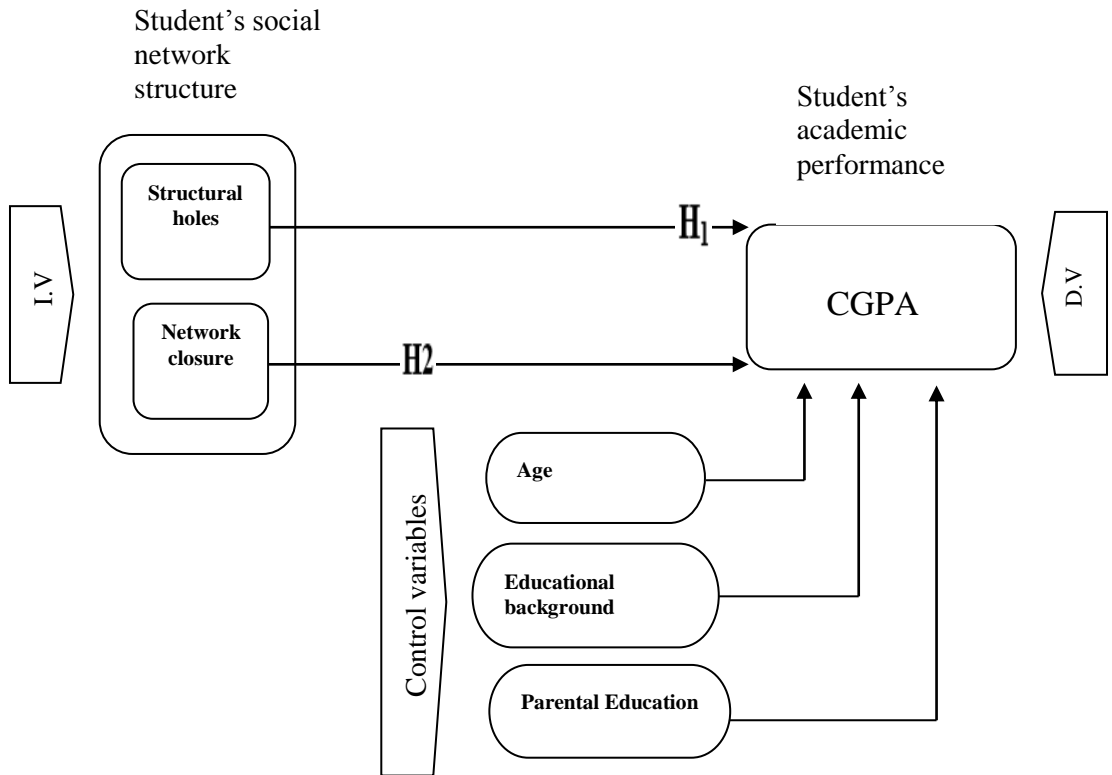 Student’s social
network
structure
Student’s
academic
performance
Structural
holes
H1
I.V
CGPA
D.V
Network
closure
H2
Control variables
Age
Educational
background
Parental Education